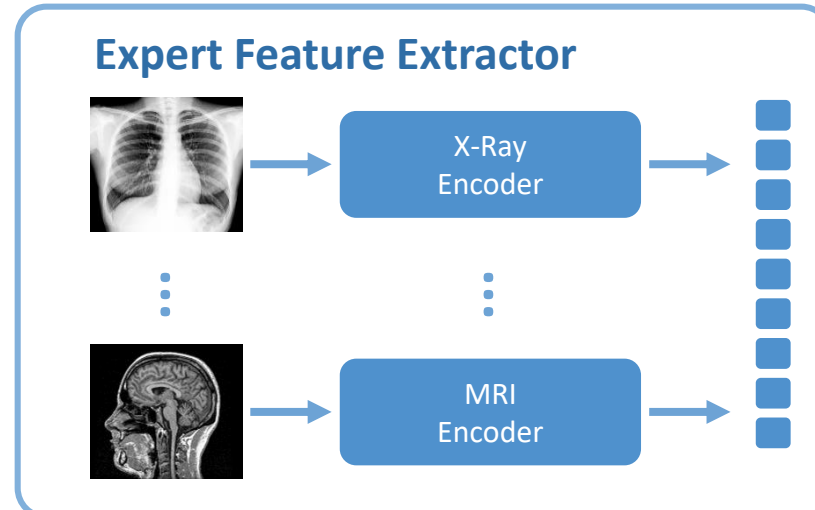 Expert Feature Extractor
X-Ray
Encoder
MRI
Encoder